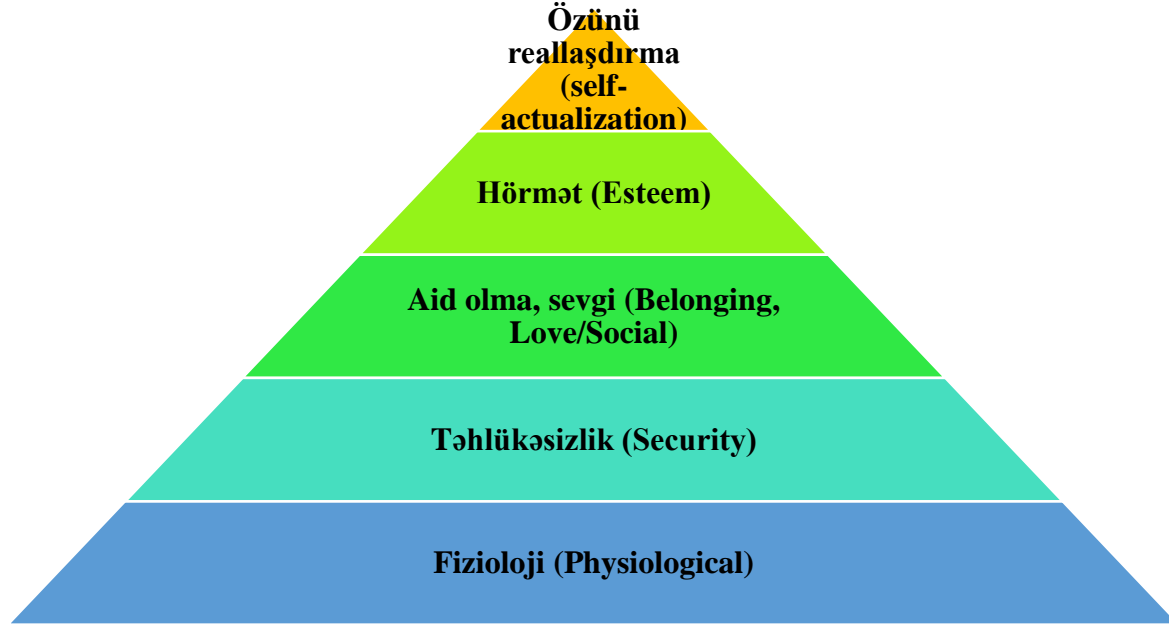 Özünü
reallaşdırma
(self-
actualization)
Hörmət (Esteem)
Aid olma, sevgi (Belonging,
Love/Social)
Təhlükəsizlik (Security)
Fizioloji (Physiological)